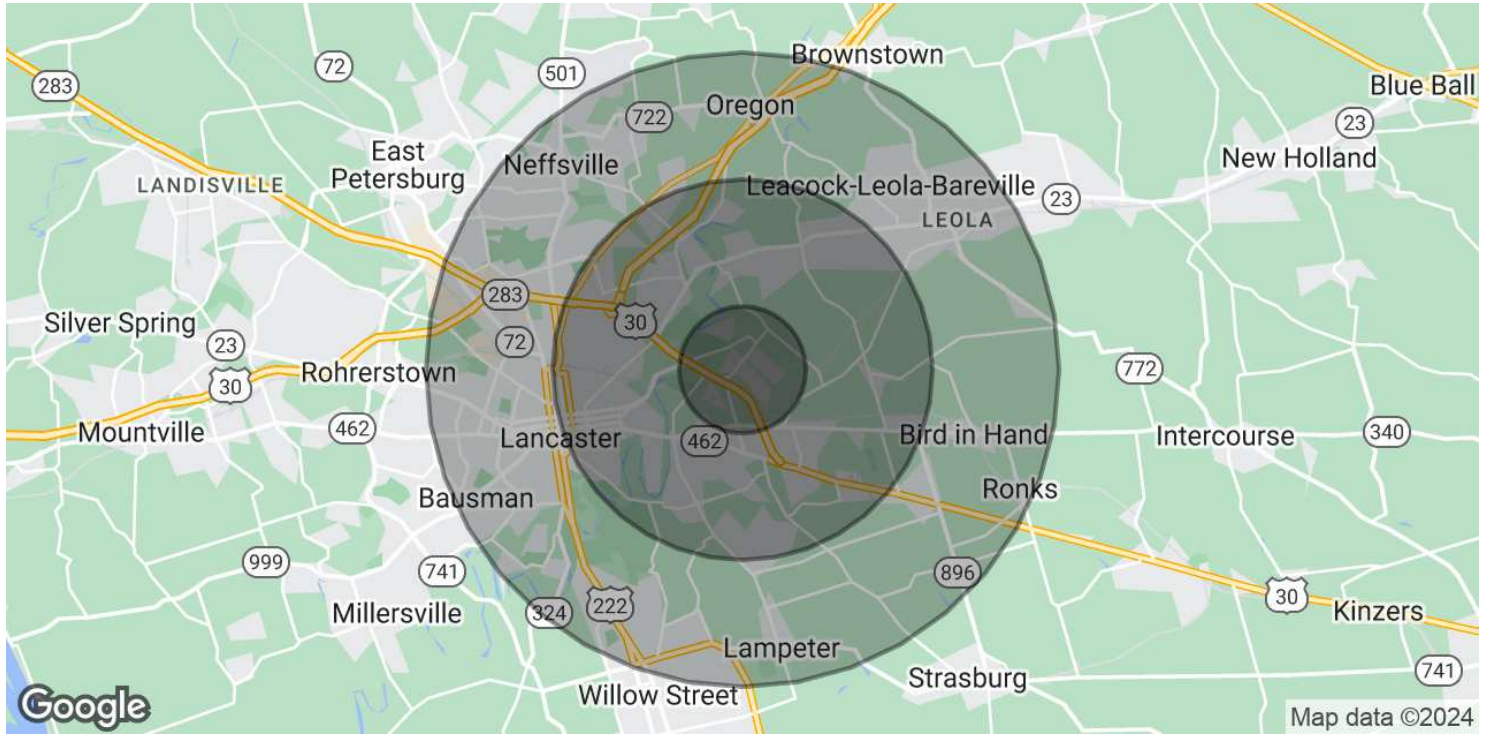 Brownstown
72
501
283
Blue Ball
Oregon
722
23
East
Petersburg
Neffsville
New Holland
LANDISVILLE
Leacock-Leola-Bareville
23
LEOLA
283
Silver Spring
30
23
72
Rohrerstown
772
30
462
Mountville
Lancaster
462
Bird in Hand
Intercourse
340
Bausman
Ronks
999
741
896
Millersville
324
222
30
Kinzers
Lampeter
Strasburg
741
Willow Street
Google
Map data ©2024